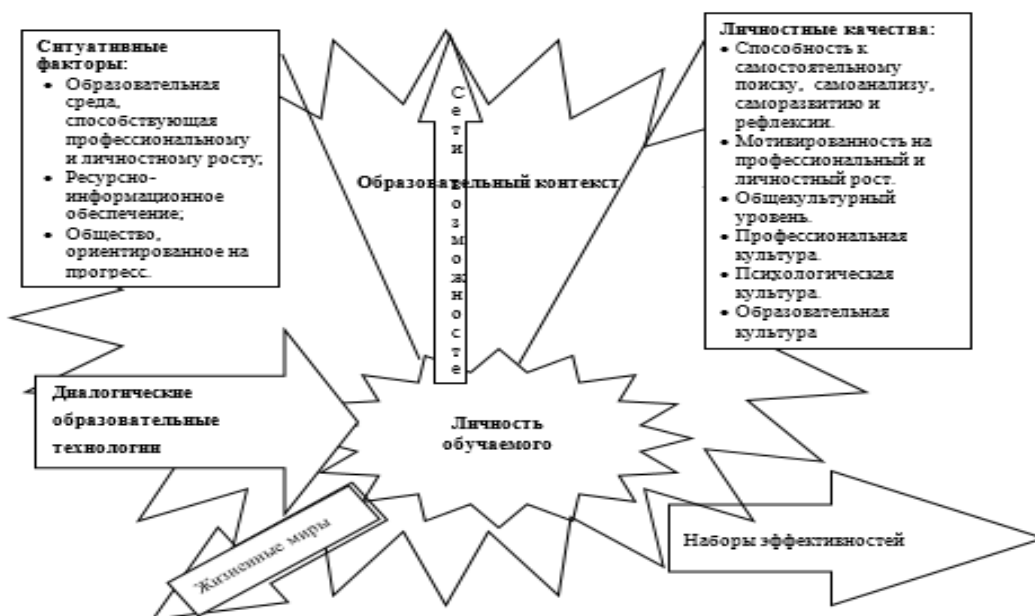 Ситуативные
факторы:
• Образовательная
среда,
способствующая
профессиональному
и личностному росту;
• Ресурсно-
информационное
обеспечение;
• Общество,
ориентированное на
прогресс.
Личностные качества:
• Способность к
самостоятельному
поиску, самоанализу,
саморазвитию и
рефлексии.
• Мотивированность на
профессиональный и
личностный рост.
• Общекультурный
уровень.
• Профессиональная
культура.
• Психологическая
культура.
• Образовательная
культура
Сети возможносте
Образовательный контекст
Диалогические
образовательные
технологии
Личность
обучаемого
Жизненные миры
Наборы эффективностей